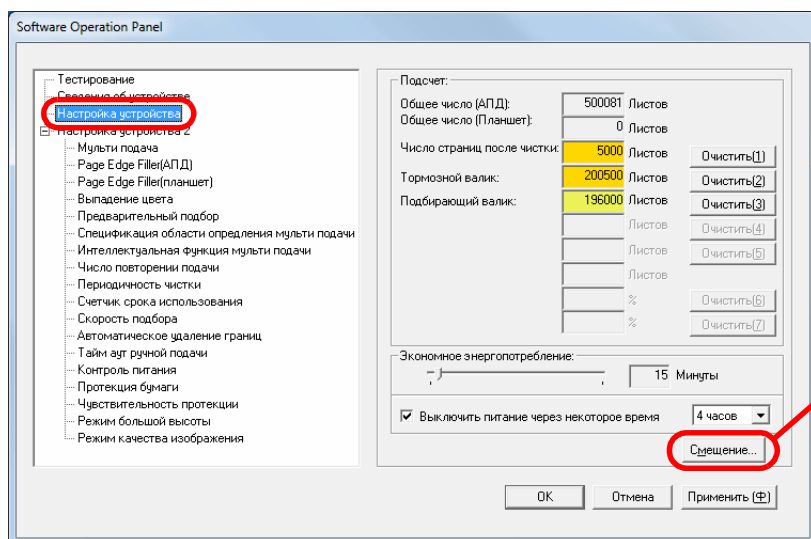 Software Operation Panel
Тестирование
Сведения об устройстве
Настройка устройства
Настройка устройства 2
Мульти подача
Page Edge Filler(АПД)
Page Edge Filler(планшет)
Выпадение цвета
Предварительный подбор
Спецификация области опредления мульти подачи
Интеллектуальная функция мульти подачи
Число повторении подачи
Периодичность чистки
Счетчик срока использования
Скорость подбора
Автоматическое удаление границ
Тайм аут ручной подачи
Контроль питания
Протекция бумаги
Чувствительность протекции
Режим большой высоты
Режим качества изображения
Подсчет:
Общее число (АПД): 500081 Листов
Общее число (Планшет): 0 Листов
Число страниц после чистки: 5000 Листов Очистить(1)
Тормозной валик: 200500 Листов Очистить(2)
Подбирающий валик: 196000 Листов Очистить(3)
Листов Очистить(4)
Листов Очистить(5)
Листов
% Очистить(6)
% Очистить(7)
Экономное энергопотребление:
15 Минуты
Выключить питание через некоторое время 4 часов
Смещение...
OK Отмена Применить (Ф)